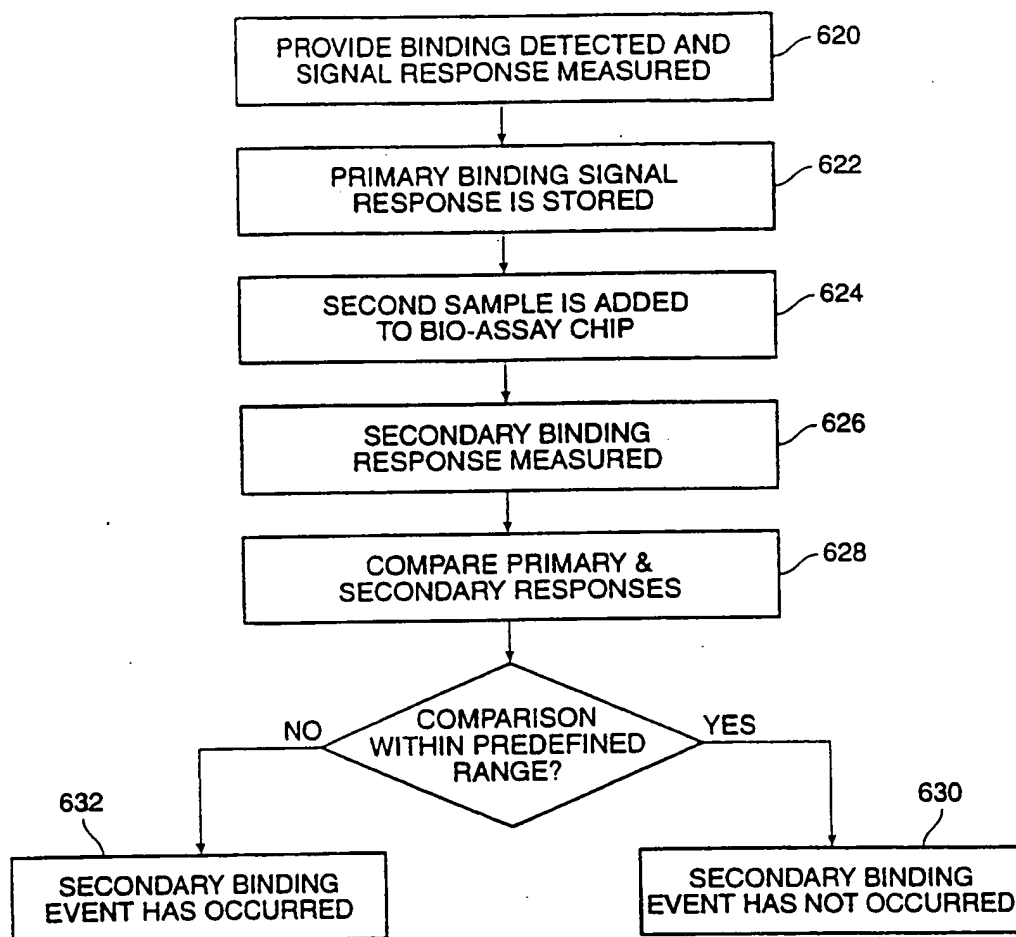 PROVIDE BINDING DETECTED AND
SIGNAL RESPONSE MEASURED
620
PRIMARY BINDING SIGNAL
RESPONSE IS STORED
622
SECOND SAMPLE IS ADDED
TO BIO-ASSAY CHIP
624
SECONDARY BINDING
RESPONSE MEASURED
626
COMPARE PRIMARY &
SECONDARY RESPONSES
628
COMPARISON
WITHIN PREDEFINED
RANGE?
NO
YES
632
SECONDARY BINDING
EVENT HAS OCCURRED
630
SECONDARY BINDING
EVENT HAS NOT OCCURRED